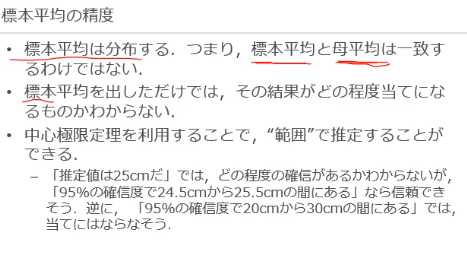 標本平均の精度
• 標本平均は分布する．つまり，標本平均と母平均は一致す
るわけではない．
• 標本平均を出しただけでは，その結果がどの程度当てにな
るものかわからない．
• 中心極限定理を利用することで，“範囲”で推定することが
できる．
– 「推定値は25cmだ」では，どの程度の確信があるかわからないが，
「95%の確信度で24.5cmから25.5cmの間にある」なら信頼でき
そう．逆に，「95%の確信度で20cmから30cmの間にある」では，
当てにはならなそう．